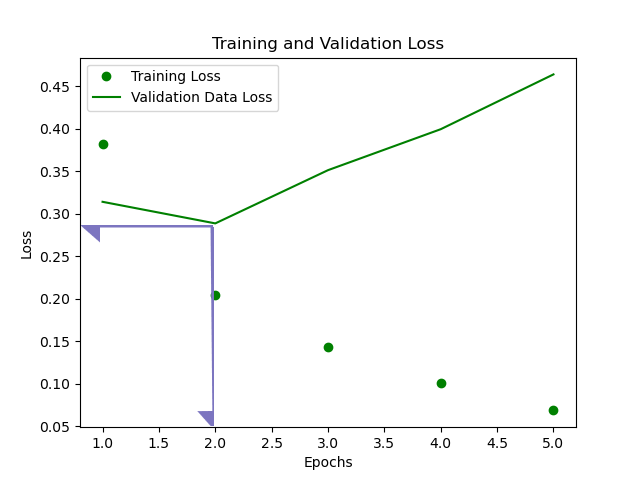 Training and Validation Loss
Training Loss
Validation Data Loss
0.45
0.40
0.35
0.30
0.25
0.20
0.15
0.10
0.05
Loss
1.0 1.5 2.0 2.5 3.0 3.5 4.0 4.5 5.0
Epochs